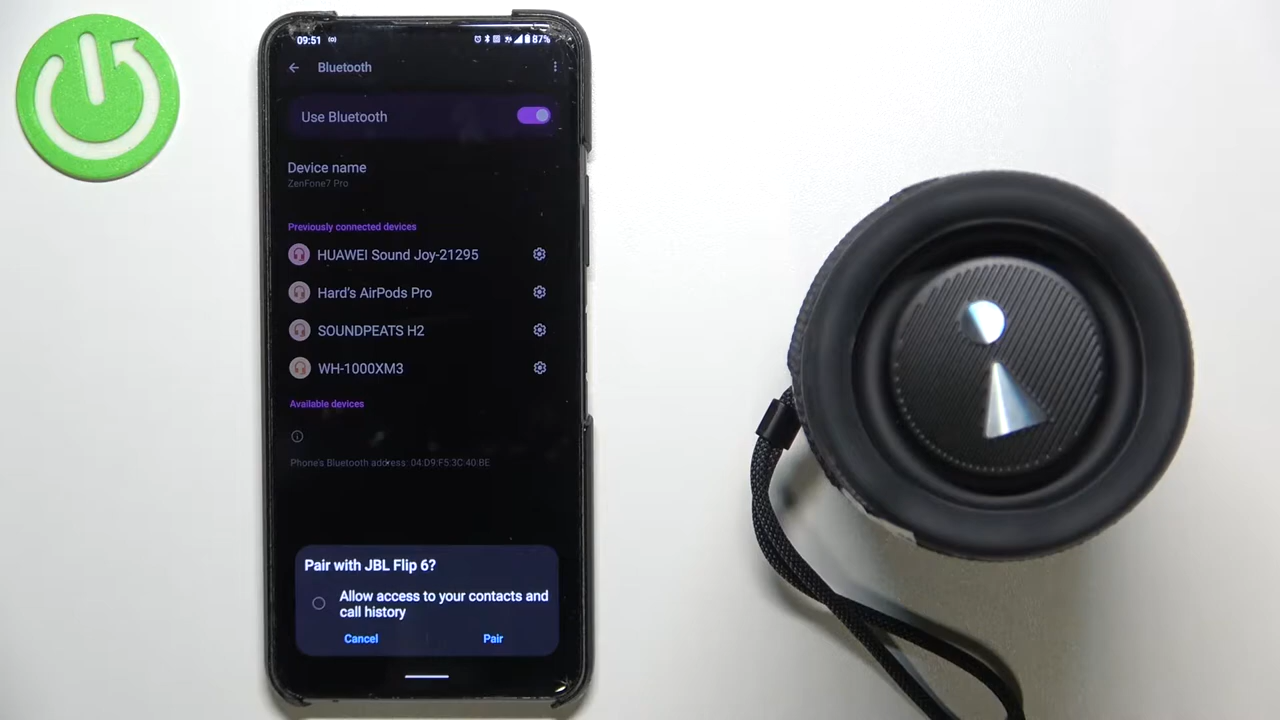 09:51
87%
Bluetooth
Use Bluetooth
Device name
ZenFone7 Pro
Previously connected devices
HUAWEI Sound Joy-21295
Hard's AirPods Pro
SOUNDPEATS H2
WH-1000XM3
Available devices
Phone's Bluetooth address: 04:D9:F5:3C:40:BE
Pair with JBL Flip 6?
Allow access to your contacts and
call history
Cancel
Pair